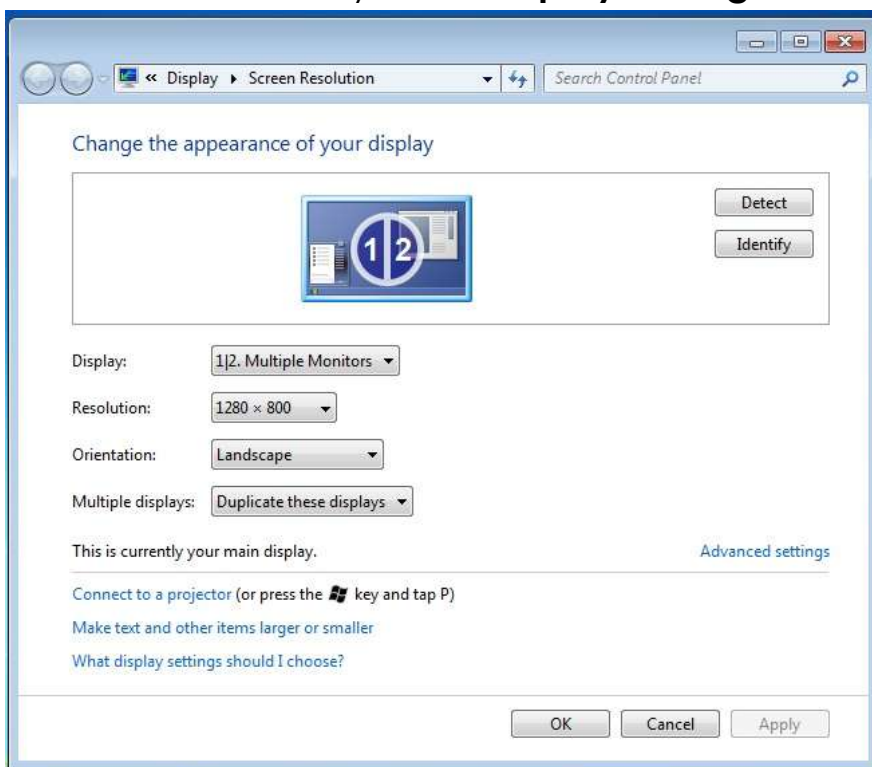 « Display ▸ Screen Resolution Search Control Panel
Change the appearance of your display
1|2
Detect
Identify
Display: 1|2. Multiple Monitors
Resolution: 1280 × 800
Orientation: Landscape
Multiple displays: Duplicate these displays
This is currently your main display. Advanced settings
Connect to a projector (or press the key and tap P)
Make text and other items larger or smaller
What display settings should I choose?
OK Cancel Apply